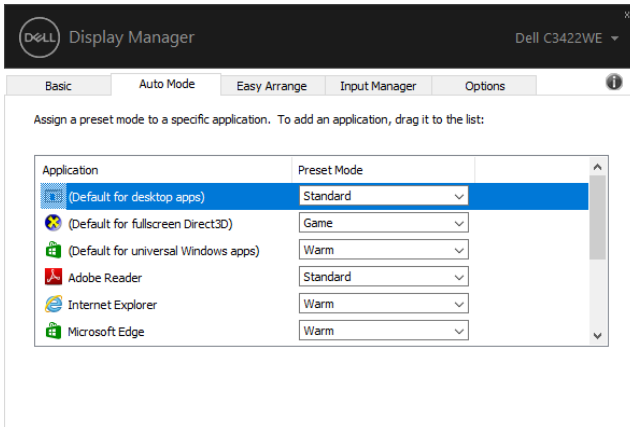 DELL Display Manager
Dell C3422WE
Basic Auto Mode Easy Arrange Input Manager Options
Assign a preset mode to a specific application. To add an application, drag it to the list:
Application Preset Mode
(Default for desktop apps) Standard
(Default for fullscreen Direct3D) Game
(Default for universal Windows apps) Warm
Adobe Reader Standard
Internet Explorer Warm
Microsoft Edge Warm